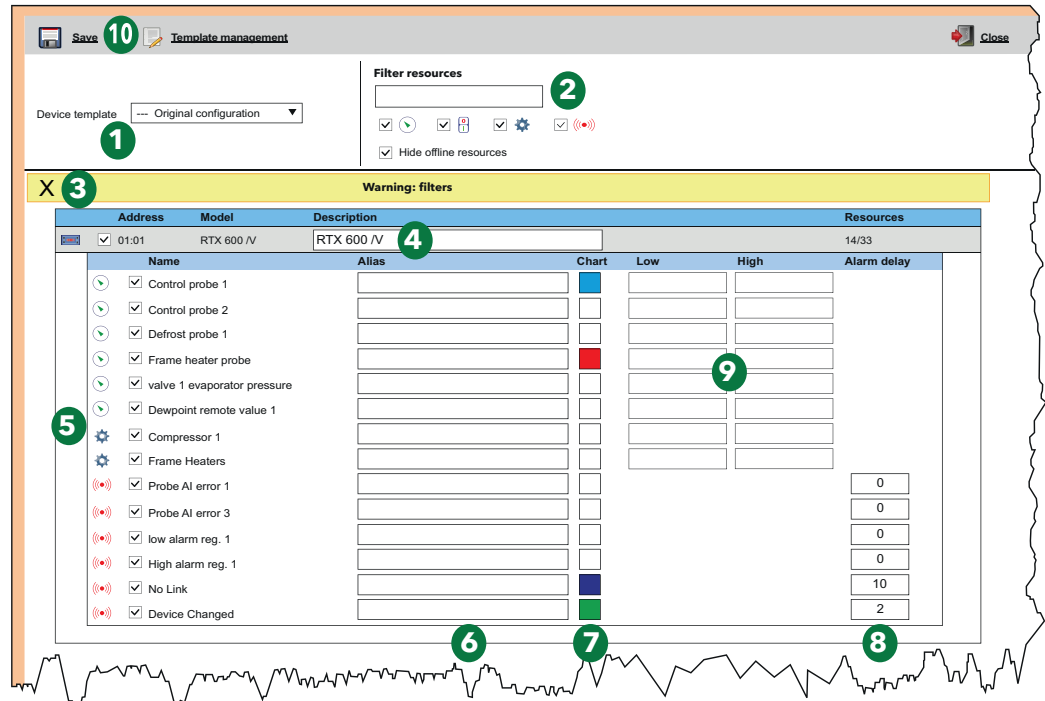 Save 10 Template management Close
Filter resources
2
Device template --- Original configuration
1
Hide offline resources
X 3 Warning: filters
Address Model Description Resources
01:01 RTX 600 /V RTX 600 /V 4 14/33
Name Alias Chart Low High Alarm delay
Control probe 1
Control probe 2
Defrost probe 1
Frame heater probe
9
valve 1 evaporator pressure
Dewpoint remote value 1
5
Compressor 1
Frame Heaters
Probe AI error 1 0
Probe AI error 3 0
low alarm reg. 1 0
High alarm reg. 1 0
No Link 10
Device Changed 2
6 7 8